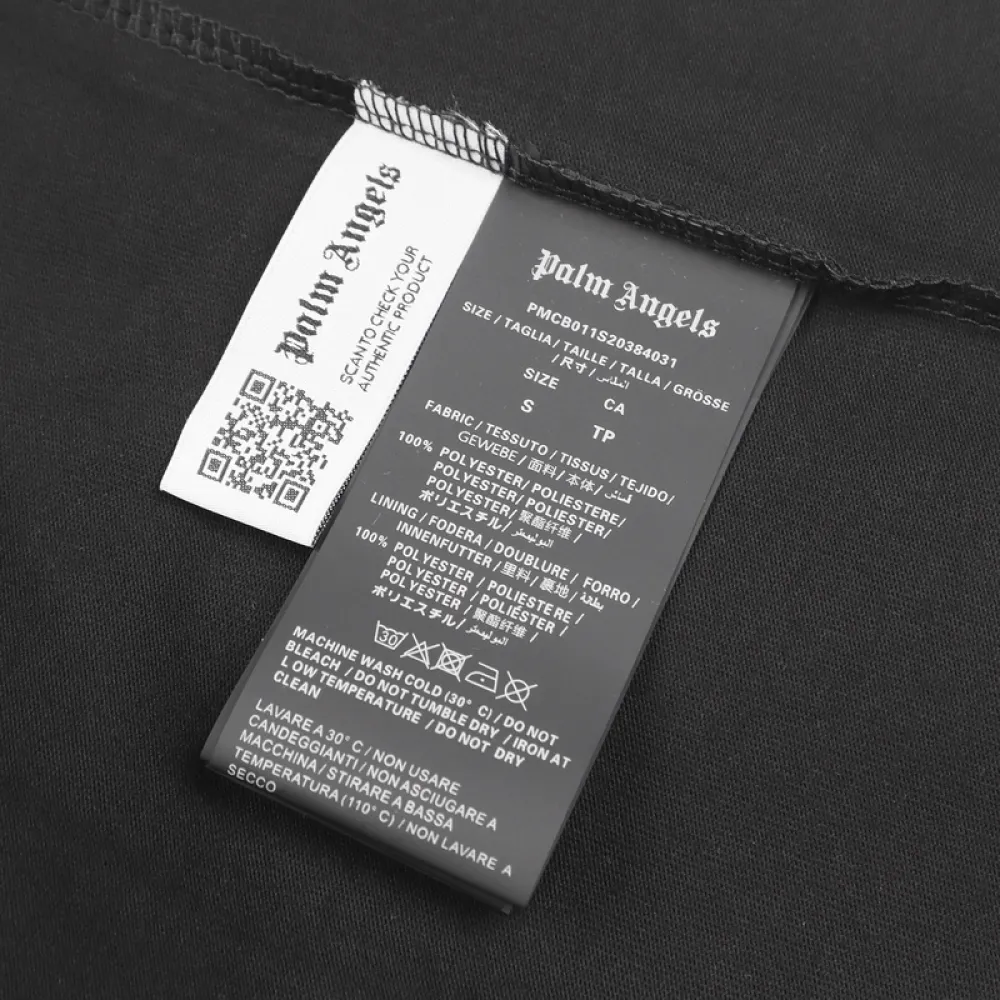 Palm Angels
SCAN TO CHECK YOUR
AUTHENTIC PRODUCT
Palm Angels
PMCB011S20384031
SIZE / TAGLIA / TAILLE / TALLA / GRÖSSE
/ 尺寸 /
SIZE CA
S TP
FABRIC / TESSUTO / TISSUS / TEJIDO/
GEWEBE / 面料 / 本体 /
100% POLYESTER/ POLIESTERE/
POLYESTER/ POLIESTER/
POLYESTER/ 聚酯纤维 /
ポリエステル/
LINING / FODERA / DOUBLURE / FORRO /
INNENFUTTER / 里料 / 裏地 / بطانة
100% POLYESTER / POLIESTERE /
POLYESTER / POLIÉSTER /
POLYESTER / 聚酯纤维 /
ポリエステル /
30
MACHINE WASH COLD (30° C) / DO NOT
BLEACH / DO NOT TUMBLE DRY / IRON AT
LOW TEMPERATURE / DO NOT DRY
CLEAN
LAVARE A 30° C / NON USARE
CANDEGGIANTI / NON ASCIUGARE A
MACCHINA / STIRARE A BASSA
TEMPERATURA (110° C) / NON LAVARE A
SECCO